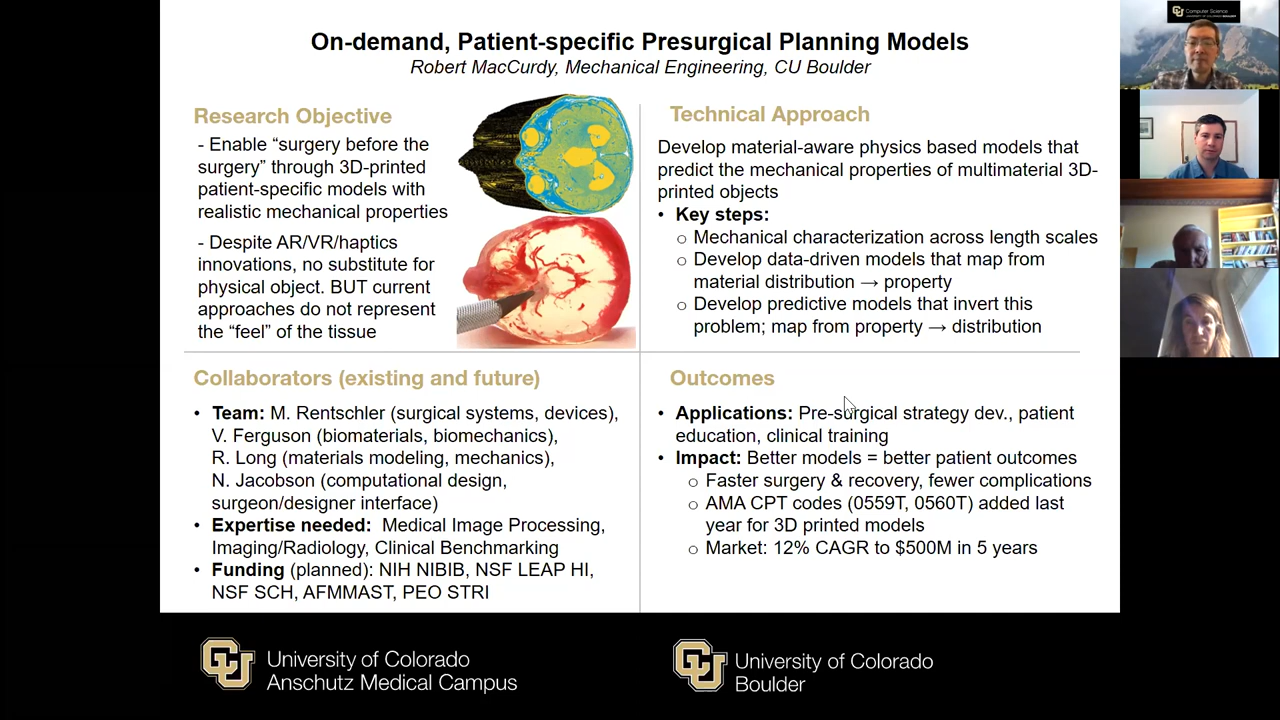 On-demand, Patient-specific Presurgical Planning Models
Robert MacCurdy, Mechanical Engineering, CU Boulder
Research Objective
- Enable “surgery before the
surgery” through 3D-printed
patient-specific models with
realistic mechanical properties
- Despite AR/VR/haptics
innovations, no substitute for
physical object. BUT current
approaches do not represent
the “feel” of the tissue
Technical Approach
Develop material-aware physics based models that
predict the mechanical properties of multimaterial 3D-
printed objects
• Key steps:
o Mechanical characterization across length scales
o Develop data-driven models that map from
material distribution → property
o Develop predictive models that invert this
problem; map from property → distribution
Collaborators (existing and future)
• Team: M. Rentschler (surgical systems, devices),
V. Ferguson (biomaterials, biomechanics),
R. Long (materials modeling, mechanics),
N. Jacobson (computational design,
surgeon/designer interface)
• Expertise needed: Medical Image Processing,
Imaging/Radiology, Clinical Benchmarking
• Funding (planned): NIH NIBIB, NSF LEAP HI,
NSF SCH, AFMMAST, PEO STRI
Outcomes
• Applications: Pre-surgical strategy dev., patient
education, clinical training
• Impact: Better models = better patient outcomes
o Faster surgery & recovery, fewer complications
o AMA CPT codes (0559T, 0560T) added last
year for 3D printed models
o Market: 12% CAGR to $500M in 5 years
CU University of Colorado
Anschutz Medical Campus
CU University of Colorado
Boulder
CU Computer Science
UNIVERSITY OF COLORADO BOULDER